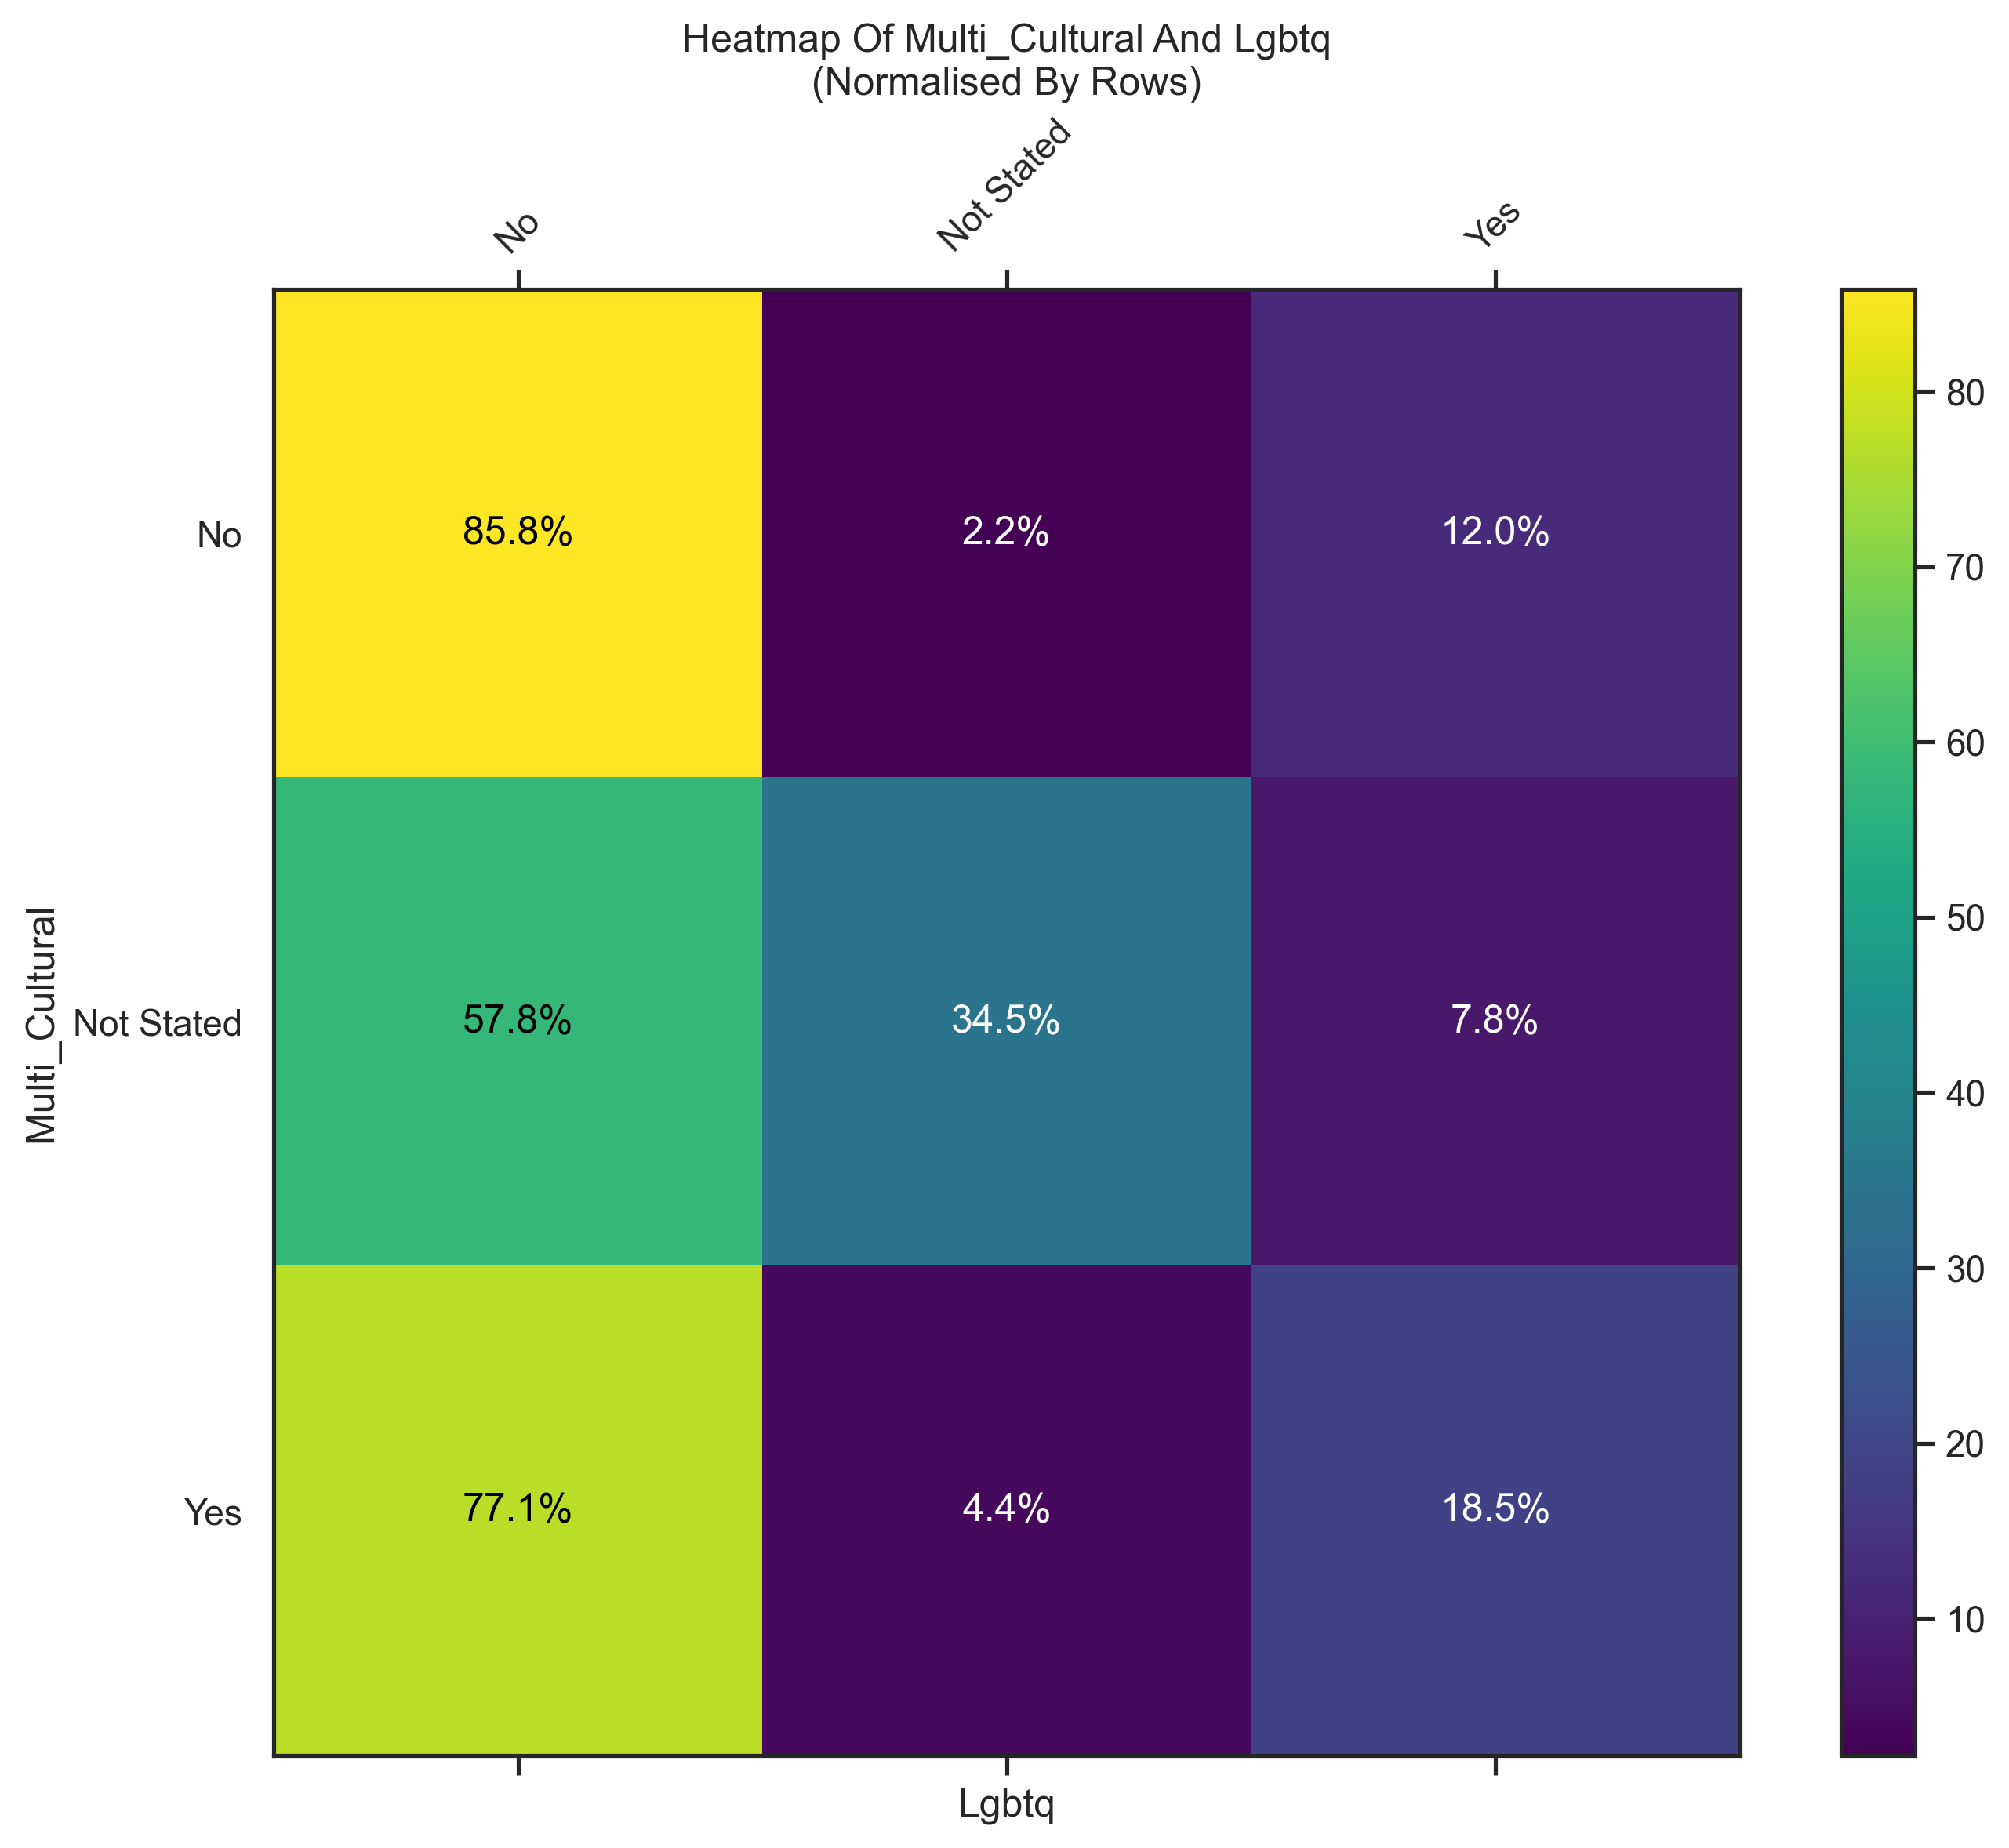 Heatmap Of Multi_Cultural And Lgbtq
(Normalised By Rows)
No
Not Stated
Yes
No
85.8%
2.2%
12.0%
Multi_Cultural
Not Stated
57.8%
34.5%
7.8%
Yes
77.1%
4.4%
18.5%
Lgbtq
80
70
60
50
40
30
20
10